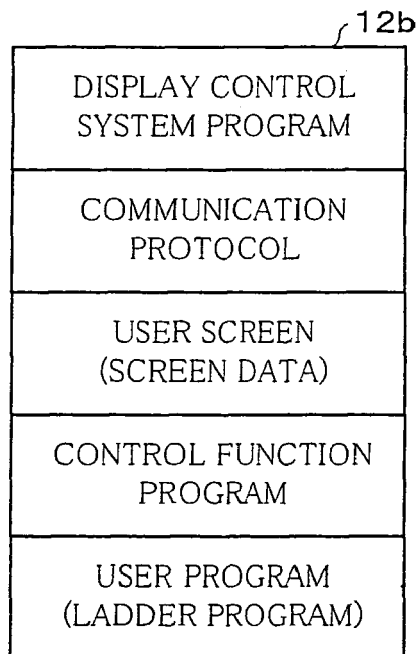 12b
DISPLAY CONTROL
SYSTEM PROGRAM
COMMUNICATION
PROTOCOL
USER SCREEN
(SCREEN DATA)
CONTROL FUNCTION
PROGRAM
USER PROGRAM
(LADDER PROGRAM)